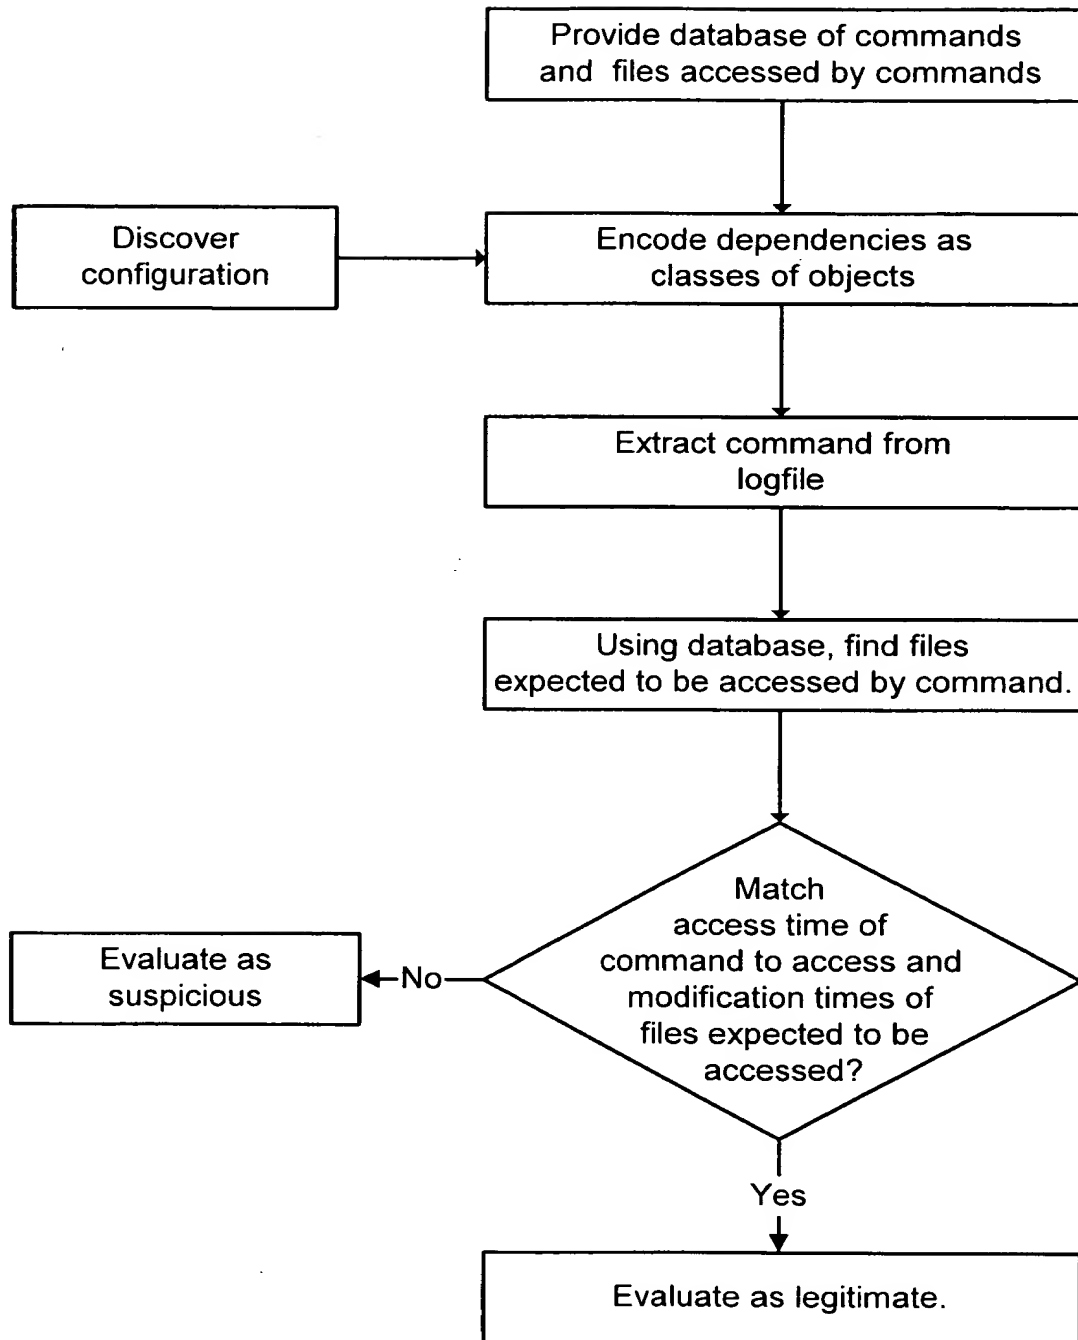 Provide database of commands
and files accessed by commands
Discover
configuration
Encode dependencies as
classes of objects
Extract command from
logfile
Using database, find files
expected to be accessed by command.
Match
access time of
command to access and
modification times of
files expected to be
accessed?
Evaluate as
suspicious
No
Yes
Evaluate as legitimate.